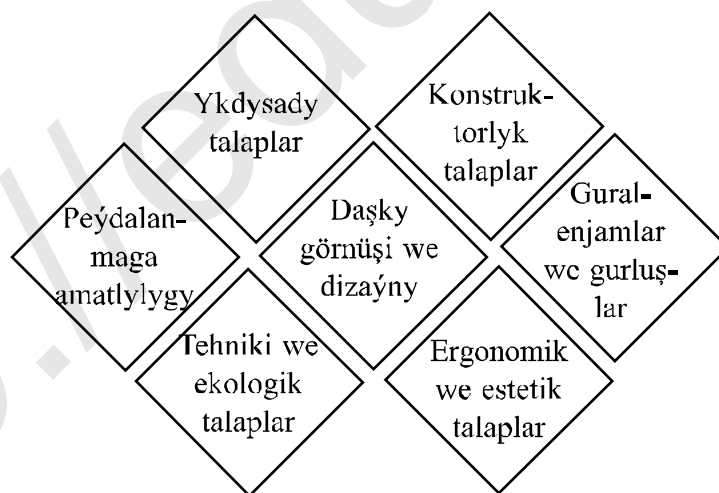 Ykdysady
talaplar
Konstruk-
torlyk
talaplar
Peýdalan-
maga
amatlylygy
Daşky
görnüşi we
dizaýny
Gural-
enjamlar
we gurluş-
lar
Tehniki we
ekologik
talaplar
Ergonomik
we estetik
talaplar